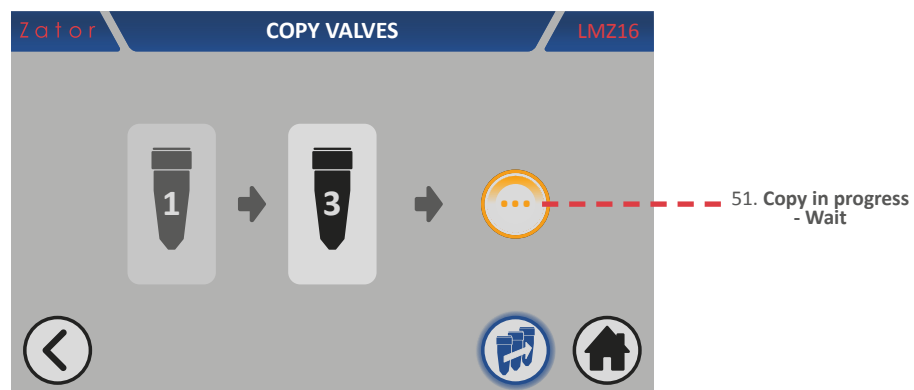 Zator COPY VALVES LMZ16
1 3
51. Copy in progress
- Wait